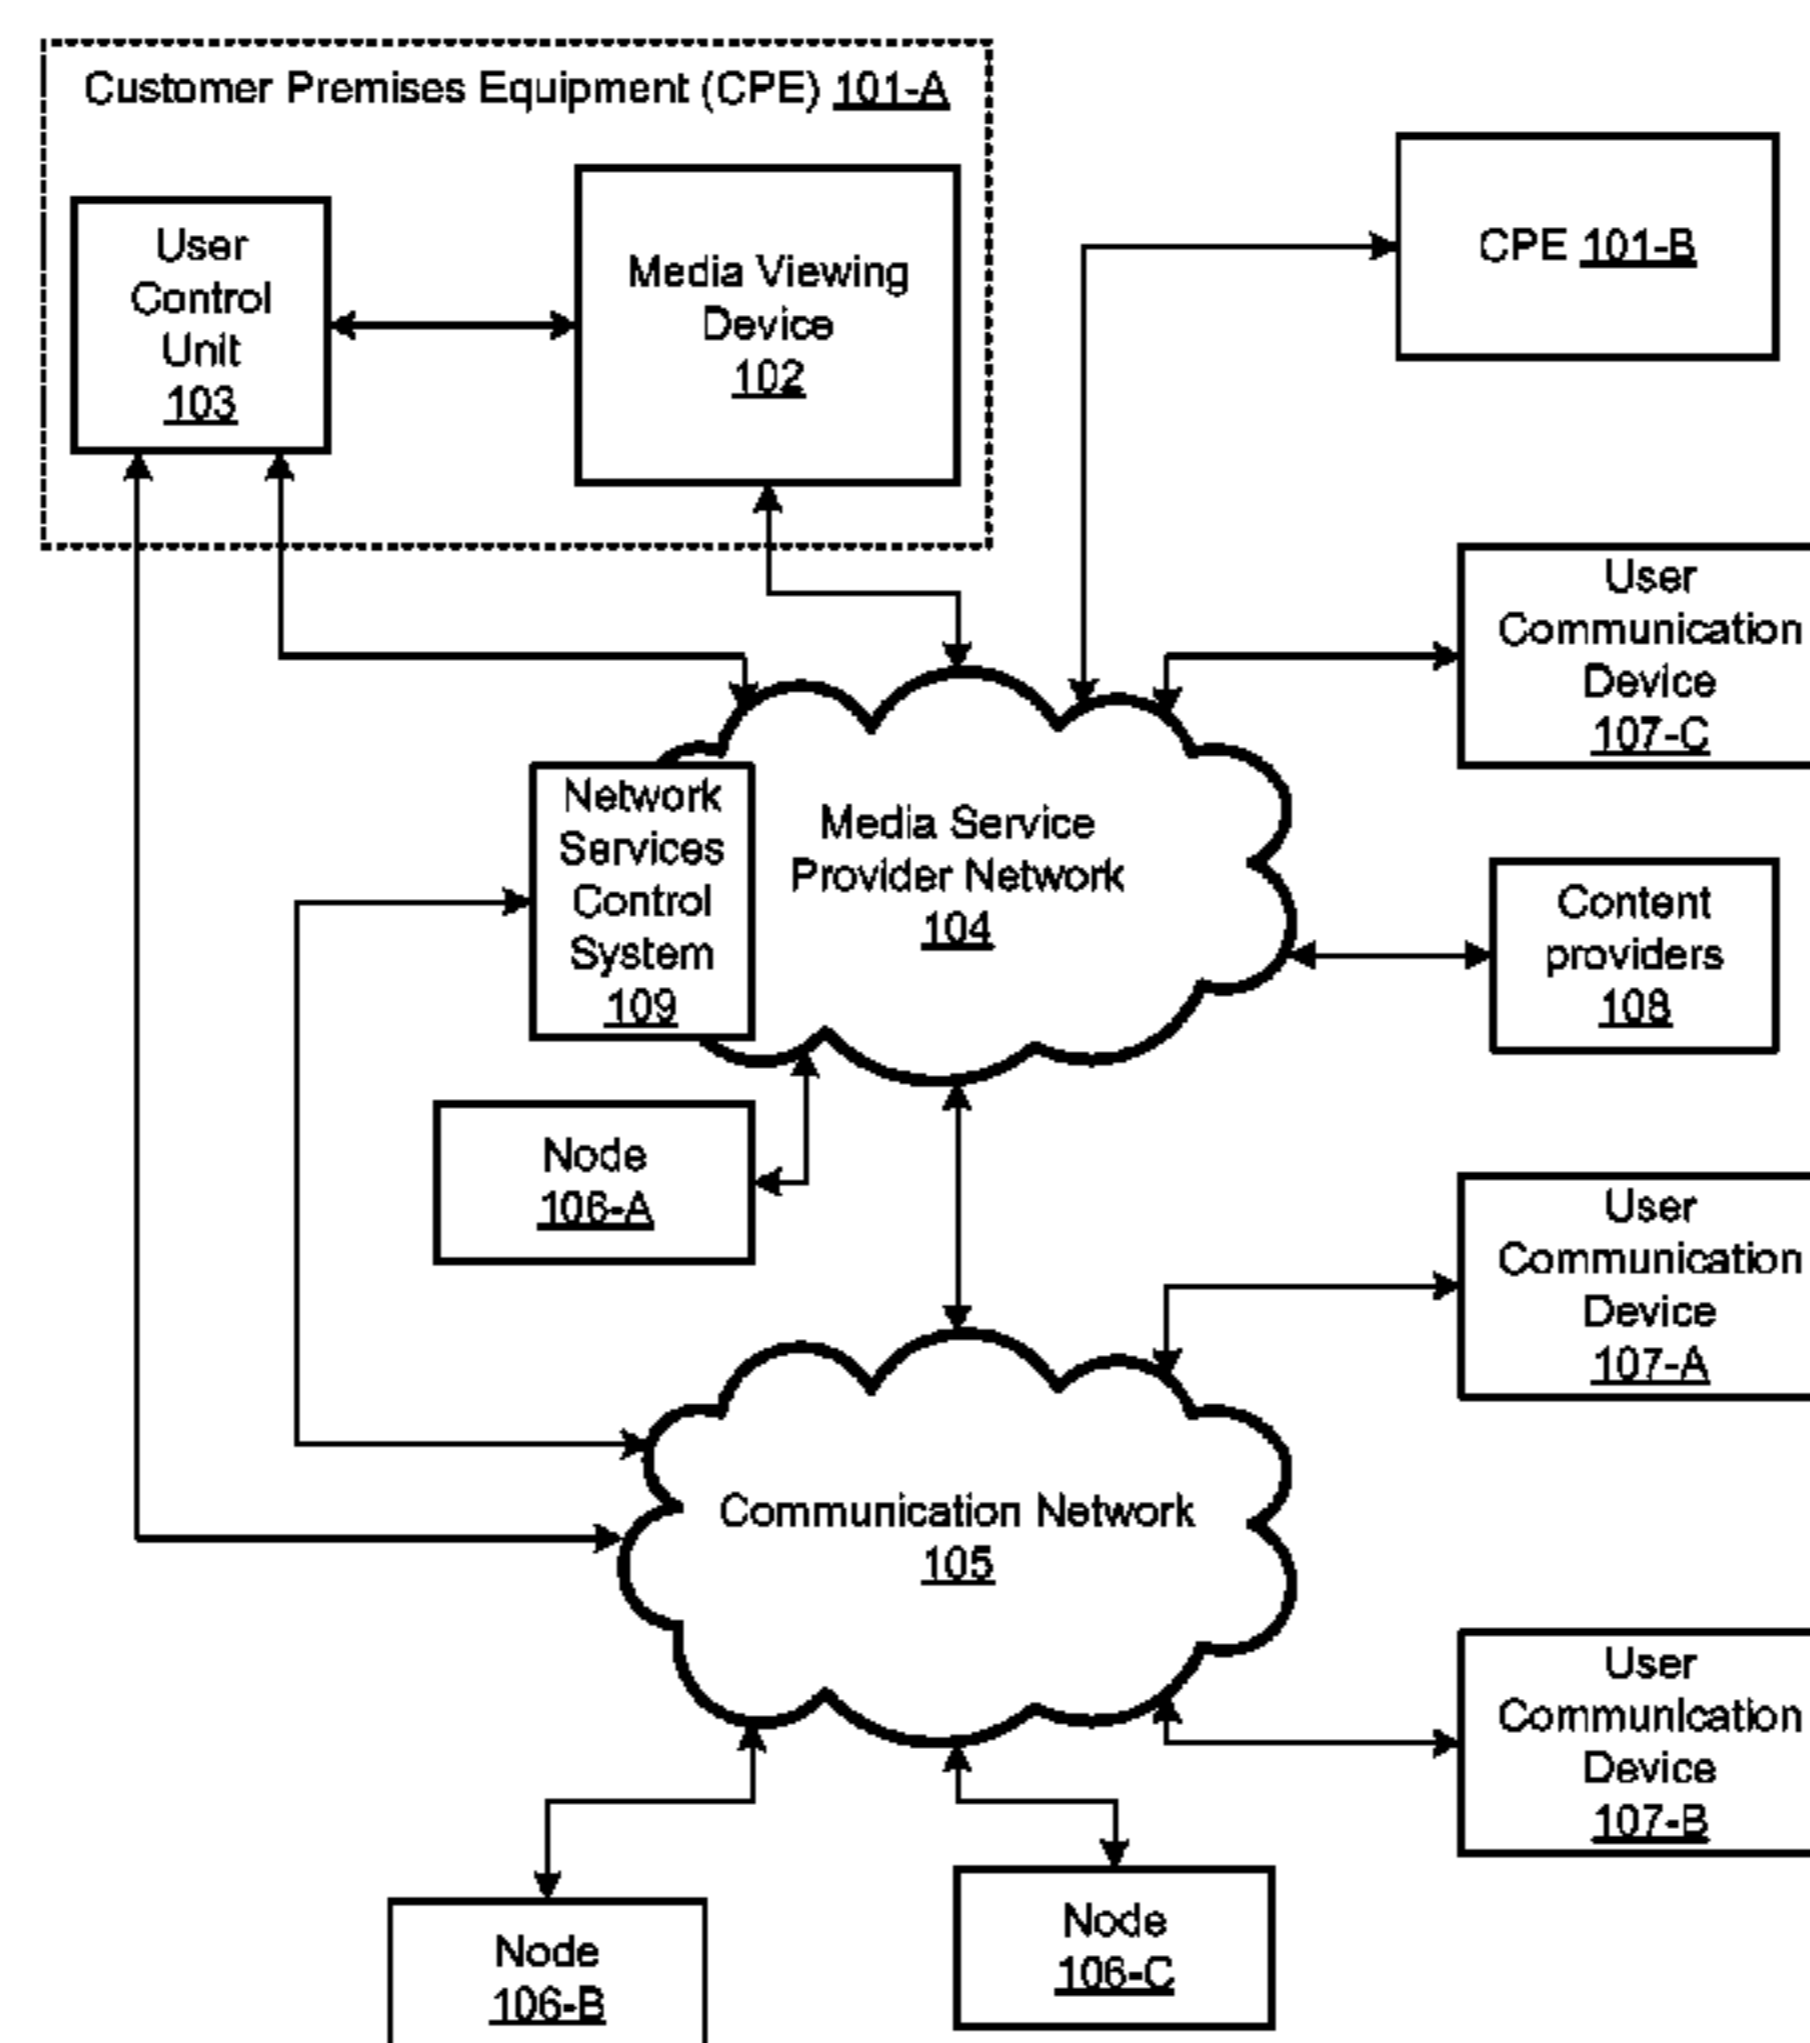 Customer Premises Equipment (CPE) 101-A
User
Control
Unit
103
Media Viewing
Device
102
CPE 101-B
User
Communication
Device
107-C
Network
Services
Control
System
109
Media Service
Provider Network
104
Content
providers
108
Node
106-A
User
Communication
Device
107-A
Communication Network
105
User
Communication
Device
107-B
Node
106-B
Node
106-C